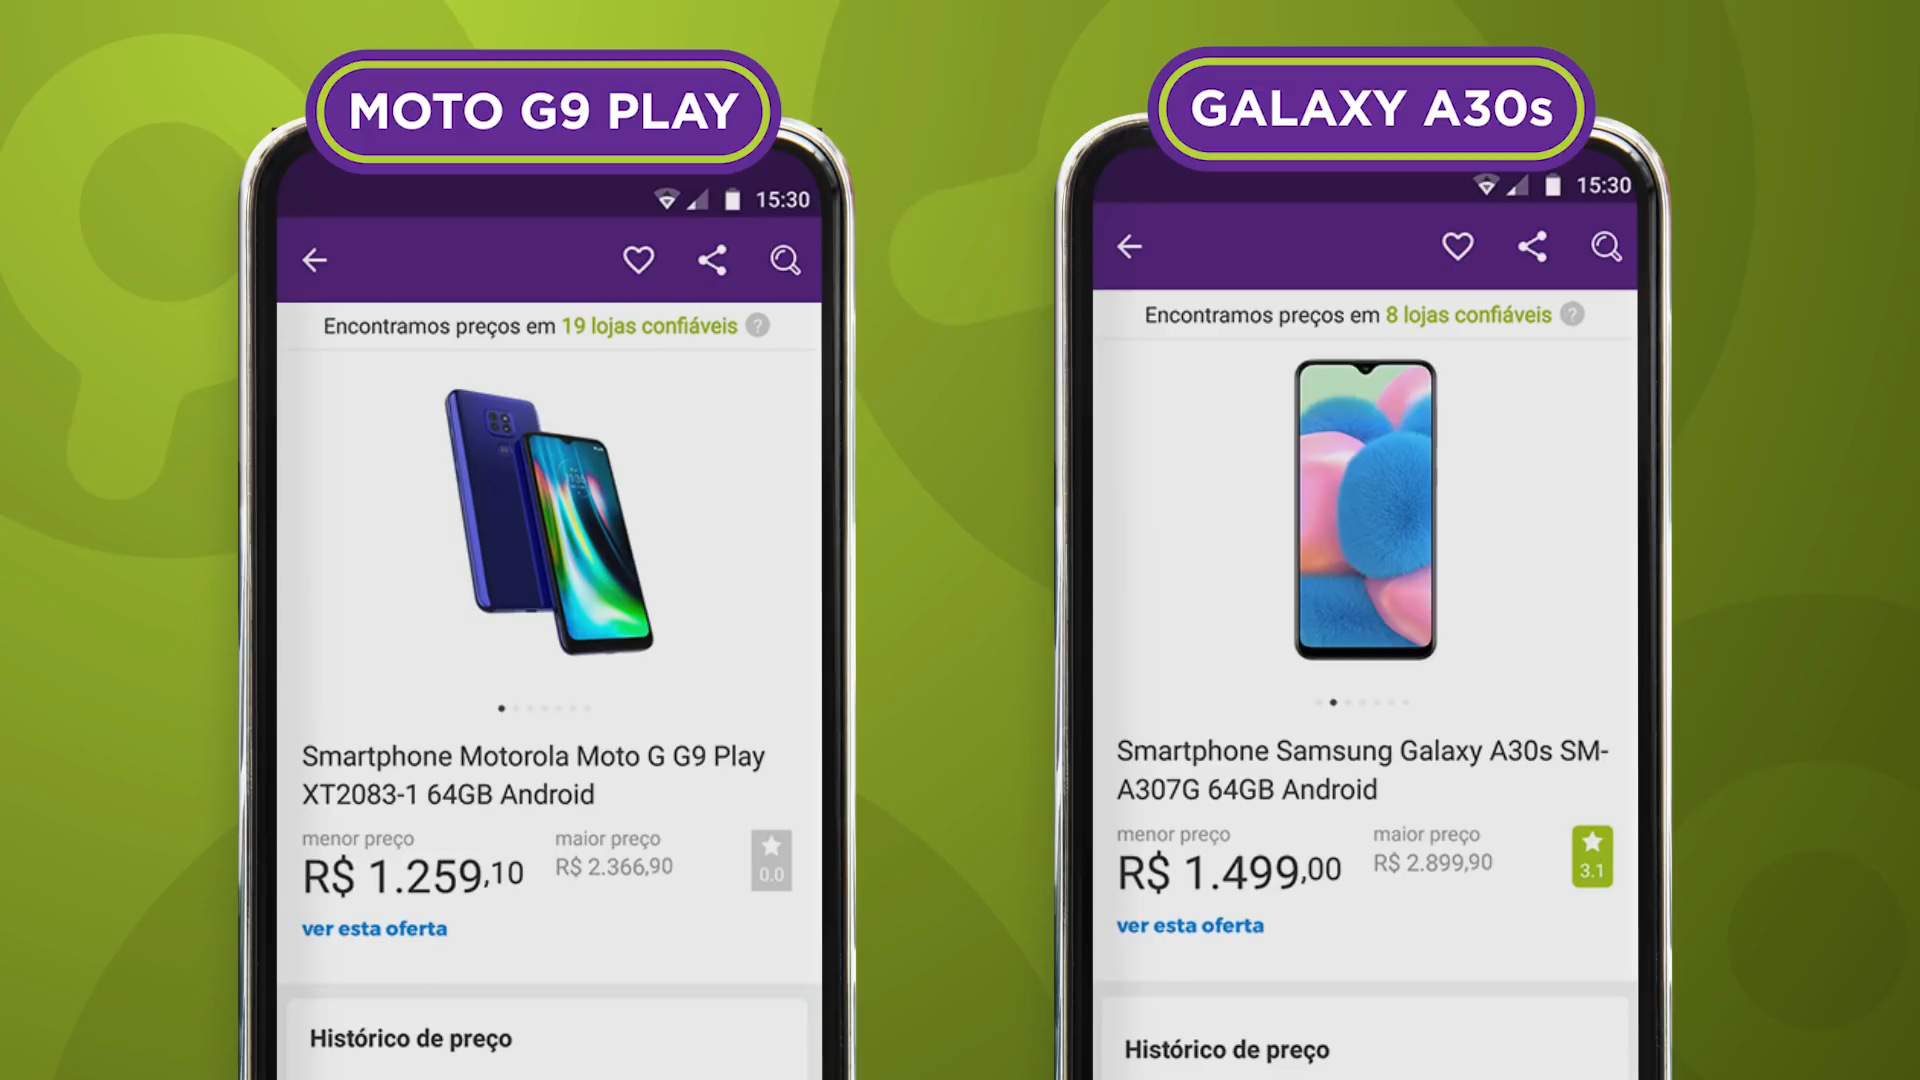 MOTO G9 PLAY
15:30
Encontramos preços em 19 lojas confiáveis ?
Smartphone Motorola Moto G G9 Play
XT2083-1 64GB Android
menor preço
R$ 1.259,10
maior preço
R$ 2.366,90
0.0
ver esta oferta
Histórico de preço
GALAXY A30s
15:30
Encontramos preços em 8 lojas confiáveis ?
Smartphone Samsung Galaxy A30s SM-
A307G 64GB Android
menor preço
R$ 1.499,00
maior preço
R$ 2.899,90
3.1
ver esta oferta
Histórico de preço